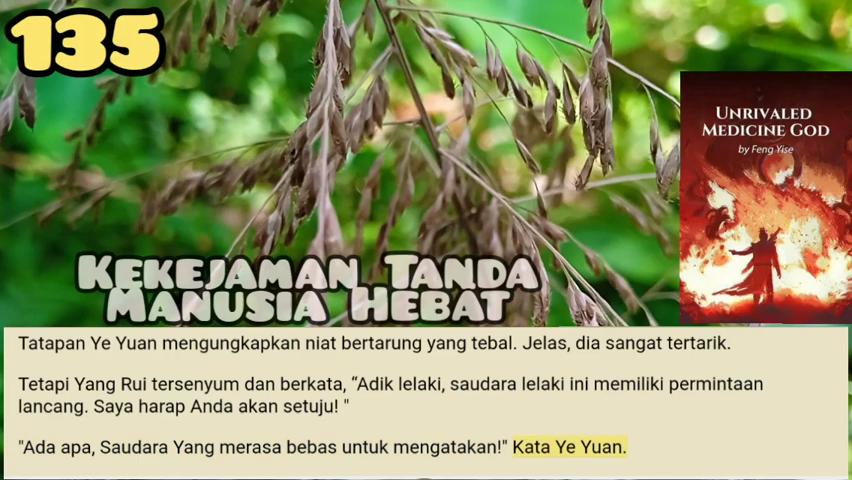 135
UNRIVALED
MEDICINE GOD
by Feng Yise
KEKEJAMAN TANDA
MANUSIA HEBAT
Tatapan Ye Yuan mengungkapkan niat bertarung yang tebal. Jelas, dia sangat tertarik.
Tetapi Yang Rui tersenyum dan berkata, “Adik lelaki, saudara lelaki ini memiliki permintaan
lancang. Saya harap Anda akan setuju! "
"Ada apa, Saudara Yang merasa bebas untuk mengatakan!" Kata Ye Yuan.